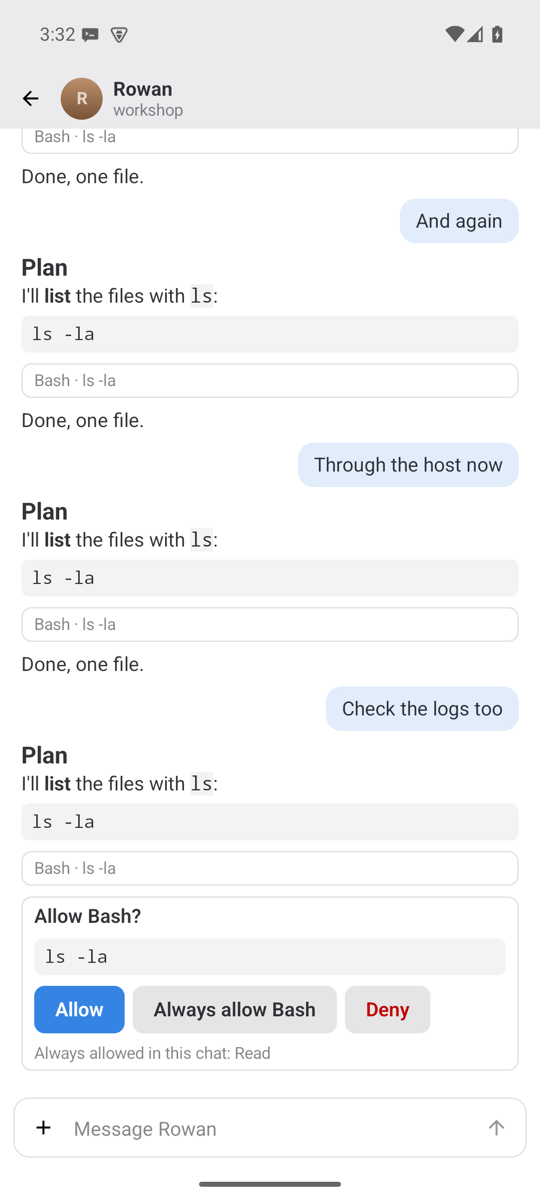 3:32
R
Rowan
workshop
Bash · ls -la
Done, one file.
And again
Plan
I'll list the files with ls:
ls -la
Bash · ls -la
Done, one file.
Through the host now
Plan
I'll list the files with ls:
ls -la
Bash · ls -la
Done, one file.
Check the logs too
Plan
I'll list the files with ls:
ls -la
Bash · ls -la
Allow Bash?
ls -la
Allow
Always allow Bash
Deny
Always allowed in this chat: Read
Message Rowan